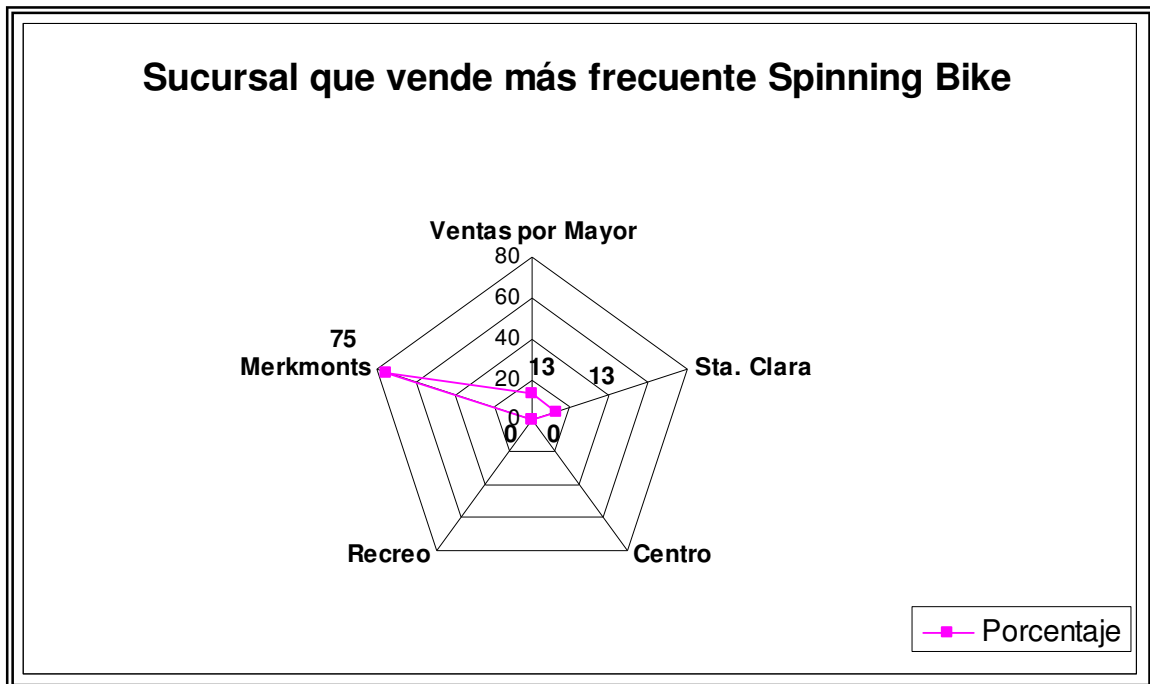 Sucursal que vende más frecuente Spinning Bike
Ventas por Mayor
80
60
75
40
Merkmonts
13
13
Sta. Clara
20
0
0
0
Recreo
Centro
Porcentaje